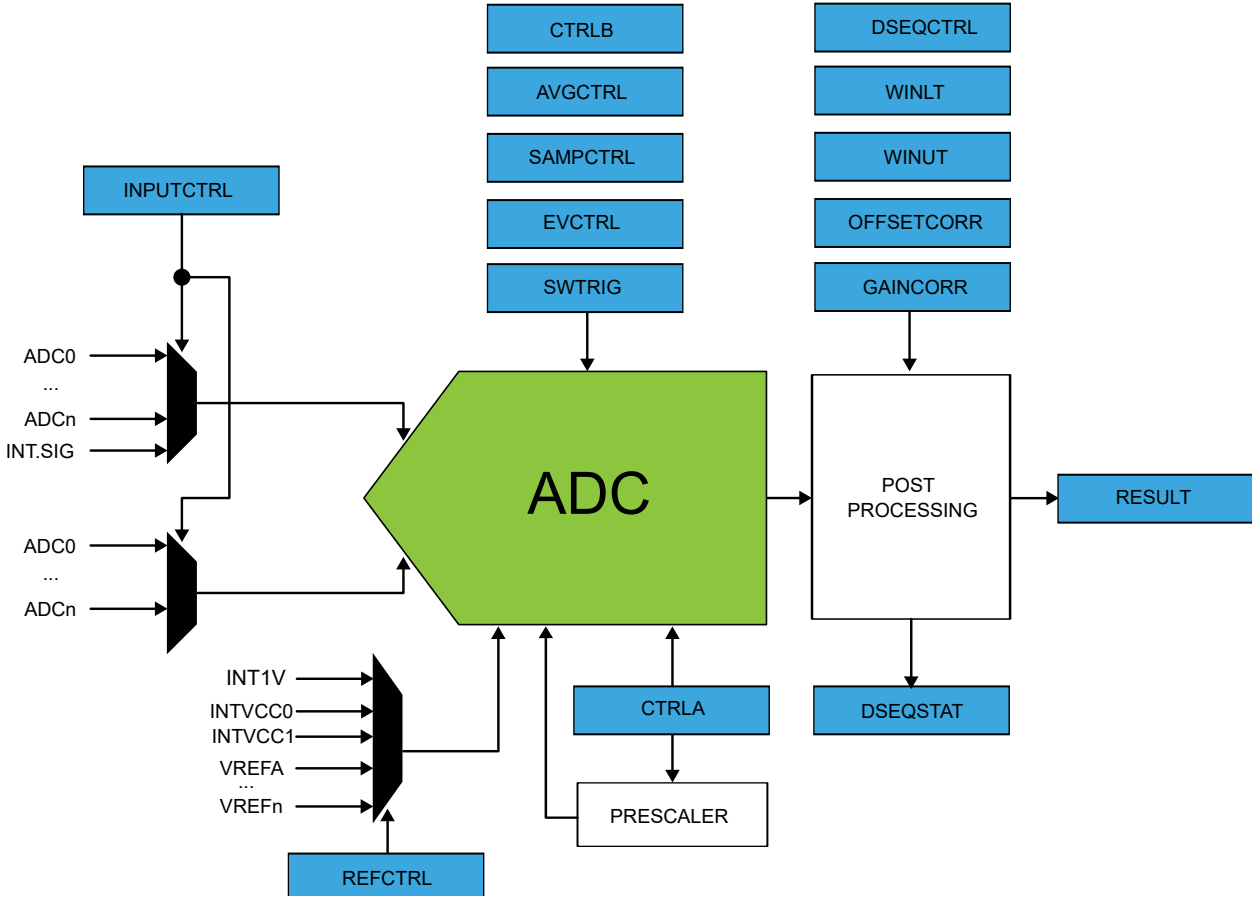 CTRLB
DSEQCTRL
AVGCTRL
WINLT
SAMPCTRL
WINUT
INPUTCTRL
EVCTRL
OFFSETCORR
SWTRIG
GAINCORR
ADC0
...
ADCn
INT.SIG
ADC
POST
PROCESSING
RESULT
ADC0
...
ADCn
INT1V
INTVCC0
INTVCC1
VREFA
...
VREFn
CTRLA
DSEQSTAT
PRESCALER
REFCTRL